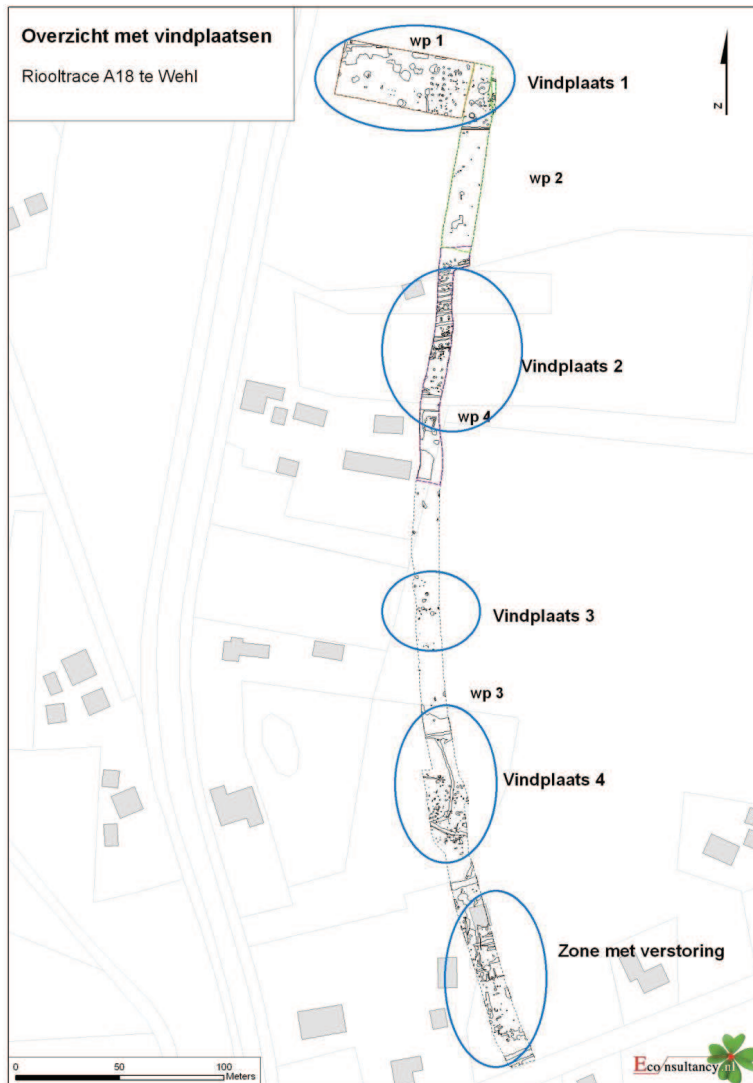 Overzicht met vindplaatsen
Riooltrace A18 te Wehl
wp 1
Vindplaats 1
N
wp 2
Vindplaats 2
wp 4
Vindplaats 3
wp 3
Vindplaats 4
Zone met verstoring
0 50 100
Meters
Econsultancy.nl